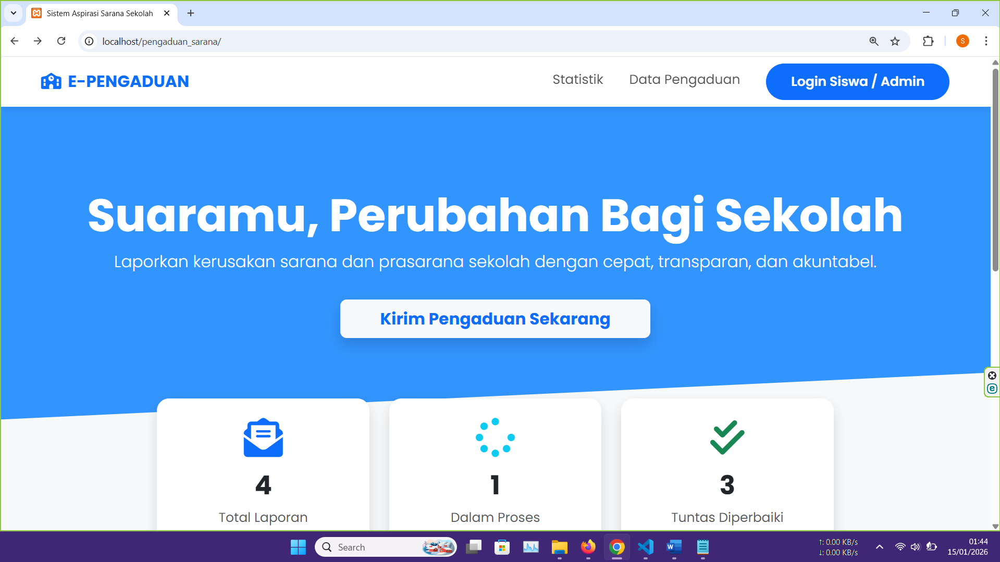 Sistem Aspirasi Sarana Sekolah
localhost/pengaduan_sarana/
S
E-PENGADUAN
Statistik
Data Pengaduan
Login Siswa / Admin
Suaramu, Perubahan Bagi Sekolah
Laporkan kerusakan sarana dan prasarana sekolah dengan cepat, transparan, dan akuntabel.
Kirim Pengaduan Sekarang
4
Total Laporan
1
Dalam Proses
3
Tuntas Diperbaiki
Search
↑: 0.00 KB/s
↓: 0.00 KB/s
01:44
15/01/2026